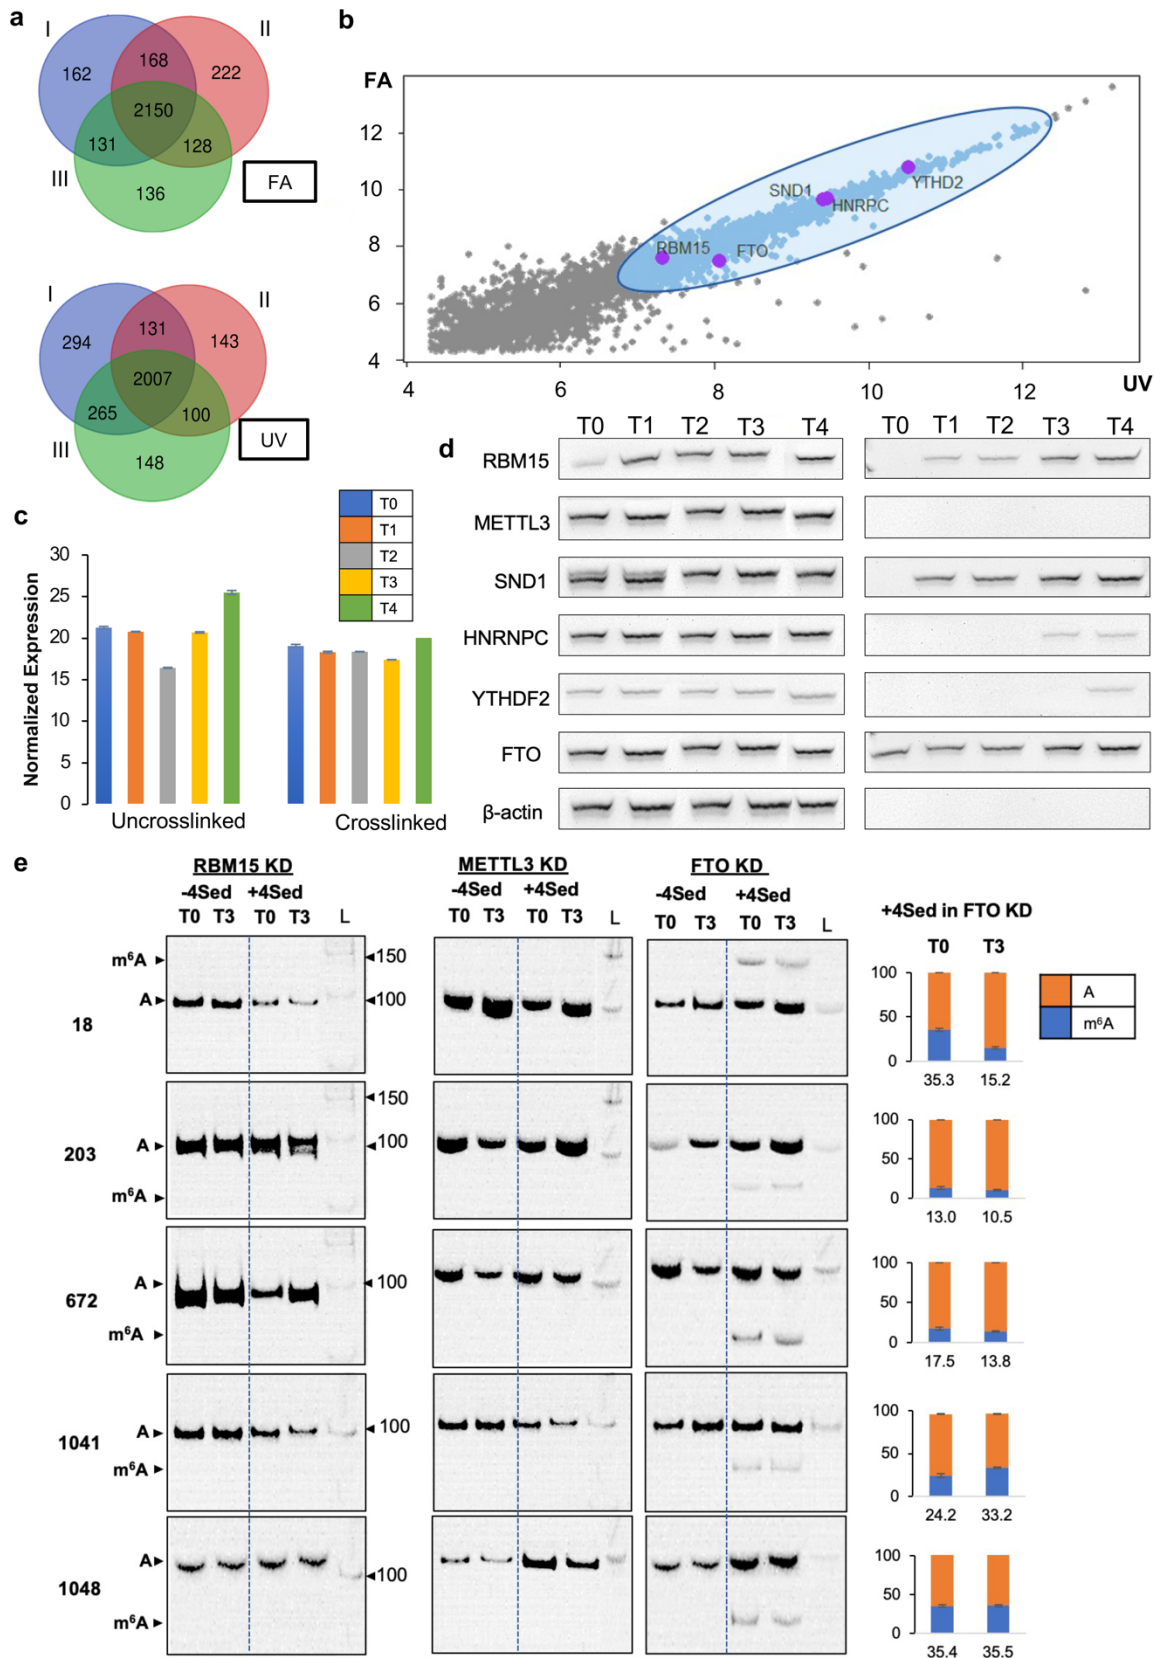 a
I
II
162
168
222
2150
131
128
III
136
FA
I
II
294
131
143
2007
265
100
III
148
UV
b
FA
12
10
8
6
4
4
6
8
10
12
UV
SND1
HNRPC
YTHD2
RBM15
FTO
c
T0
T1
T2
T3
T4
Normalized Expression
30
25
20
15
10
5
0
Uncrosslinked
Crosslinked
d
T0 T1 T2 T3 T4
T0 T1 T2 T3 T4
RBM15
METTL3
SND1
HNRNPC
YTHDF2
FTO
β-actin
e
RBM15 KD
-4Sed +4Sed
T0 T3 T0 T3 L
METTL3 KD
-4Sed +4Sed
T0 T3 T0 T3 L
FTO KD
-4Sed +4Sed
T0 T3 T0 T3 L
+4Sed in FTO KD
T0 T3
A
m⁶A
18
m⁶A
A
150
100
100
50
0
35.3 15.2
203
A
m⁶A
150
100
100
50
0
13.0 10.5
672
A
m⁶A
100
100
50
0
17.5 13.8
1041
A
m⁶A
100
100
50
0
24.2 33.2
1048
A
m⁶A
100
100
50
0
35.4 35.5